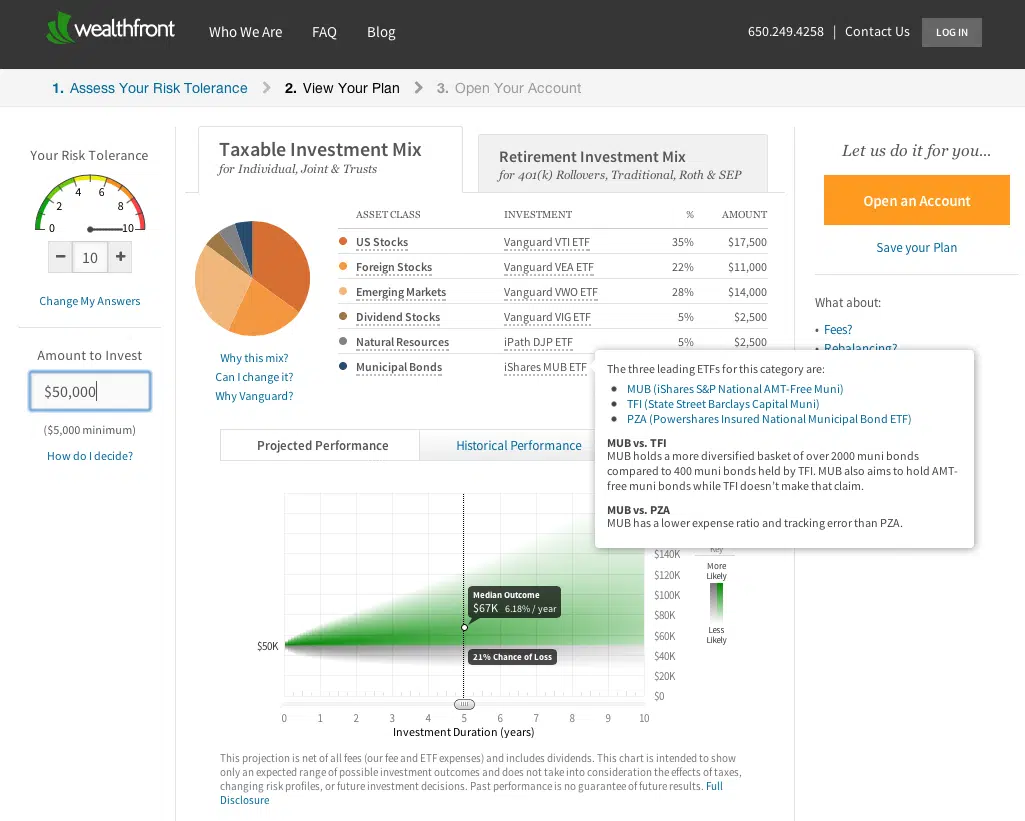 wealthfront
Who We Are FAQ Blog
650.249.4258 | Contact Us LOG IN
1. Assess Your Risk Tolerance
2. View Your Plan
3. Open Your Account
Your Risk Tolerance
0 2 4 6 8 10
− 10 +
Change My Answers
Amount to Invest
$50,000
($5,000 minimum)
How do I decide?
Taxable Investment Mix
for Individual, Joint & Trusts
Retirement Investment Mix
for 401(k) Rollovers, Traditional, Roth & SEP
ASSET CLASS INVESTMENT % AMOUNT
US Stocks Vanguard VTI ETF 35% $17,500
Foreign Stocks Vanguard VEA ETF 22% $11,000
Emerging Markets Vanguard VWO ETF 28% $14,000
Dividend Stocks Vanguard VIG ETF 5% $2,500
Natural Resources iPath DJP ETF 5% $2,500
Municipal Bonds iShares MUB ETF
Why this mix?
Can I change it?
Why Vanguard?
The three leading ETFs for this category are:
• MUB (iShares S&P National AMT-Free Muni)
• TFI (State Street Barclays Capital Muni)
• PZA (Powershares Insured National Municipal Bond ETF)
MUB vs. TFI
MUB holds a more diversified basket of over 2000 muni bonds
compared to 400 muni bonds held by TFI. MUB also aims to hold AMT-
free muni bonds while TFI doesn't make that claim.
MUB vs. PZA
MUB has a lower expense ratio and tracking error than PZA.
Projected Performance
Historical Performance
$50K
Median Outcome
$67K 6.18% / year
21% Chance of Loss
$140K
$120K
$100K
$80K
$60K
$40K
$20K
$0
Key
More
Likely
Less
Likely
0 1 2 3 4 5 6 7 8 9 10
Investment Duration (years)
This projection is net of all fees (our fee and ETF expenses) and includes dividends. This chart is intended to show
only an expected range of possible investment outcomes and does not take into consideration the effects of taxes,
changing risk profiles, or future investment decisions. Past performance is no guarantee of future results. Full
Disclosure
Let us do it for you...
Open an Account
Save your Plan
What about:
• Fees?
• Rebalancing?